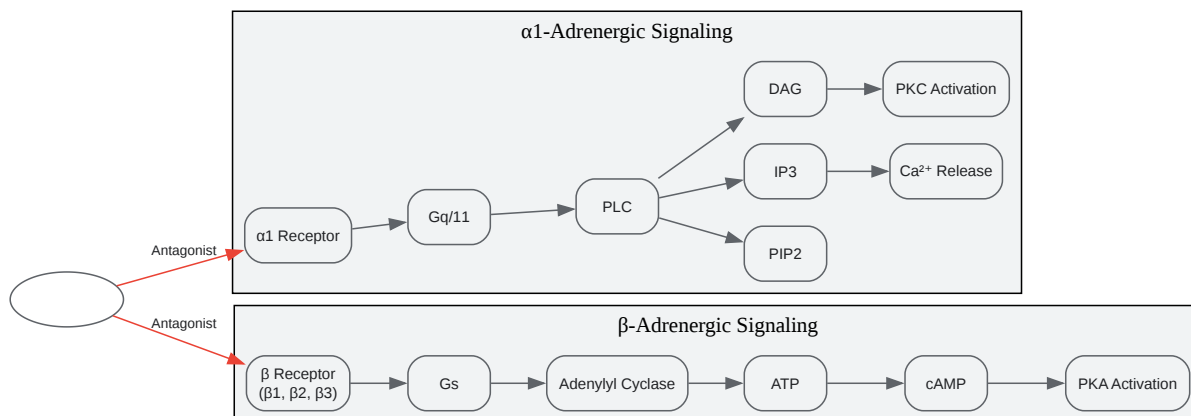 α1-Adrenergic Signaling
DAG
PKC Activation
IP3
Ca²⁺ Release
PLC
Gq/11
α1 Receptor
PIP2
Antagonist
Antagonist
β-Adrenergic Signaling
β Receptor
(β1, β2, β3)
Gs
Adenylyl Cyclase
ATP
cAMP
PKA Activation